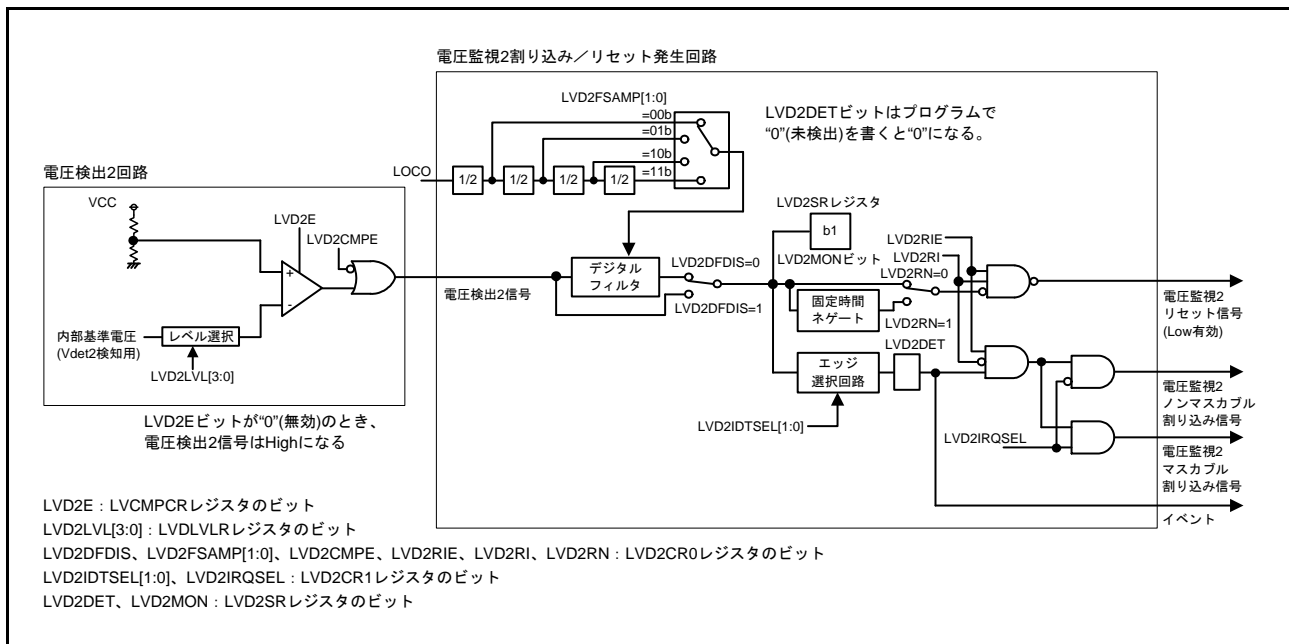 電圧監視2割り込み／リセット発生回路
LVD2FSAMP[1:0]
=00b
=01b
=10b
=11b
LVD2DETビットはプログラムで
“0”(未検出)を書くと“0”になる。
電圧検出2回路
LOCO
1/2
1/2
1/2
1/2
VCC
LVD2E
LVD2CMPE
+
-
内部基準電圧
(Vdet2検知用)
レベル選択
LVD2LVL[3:0]
LVD2Eビットが“0”(無効)のとき、
電圧検出2信号はHighになる
電圧検出2信号
デジタル
フィルタ
LVD2DFDIS=0
LVD2DFDIS=1
LVD2SRレジスタ
b1
LVD2MONビット
LVD2RIE
LVD2RI
LVD2RN=0
固定時間
ネゲート
LVD2RN=1
エッジ
選択回路
LVD2DET
LVD2IDTSEL[1:0]
LVD2IRQSEL
電圧監視2
リセット信号
(Low有効)
電圧監視2
ノンマスカブル
割り込み信号
電圧監視2
マスカブル
割り込み信号
イベント
LVD2E：LVCMPCRレジスタのビット
LVD2LVL[3:0]：LVDLVLRレジスタのビット
LVD2DFDIS、LVD2FSAMP[1:0]、LVD2CMPE、LVD2RIE、LVD2RI、LVD2RN：LVD2CR0レジスタのビット
LVD2IDTSEL[1:0]、LVD2IRQSEL：LVD2CR1レジスタのビット
LVD2DET、LVD2MON：LVD2SRレジスタのビット